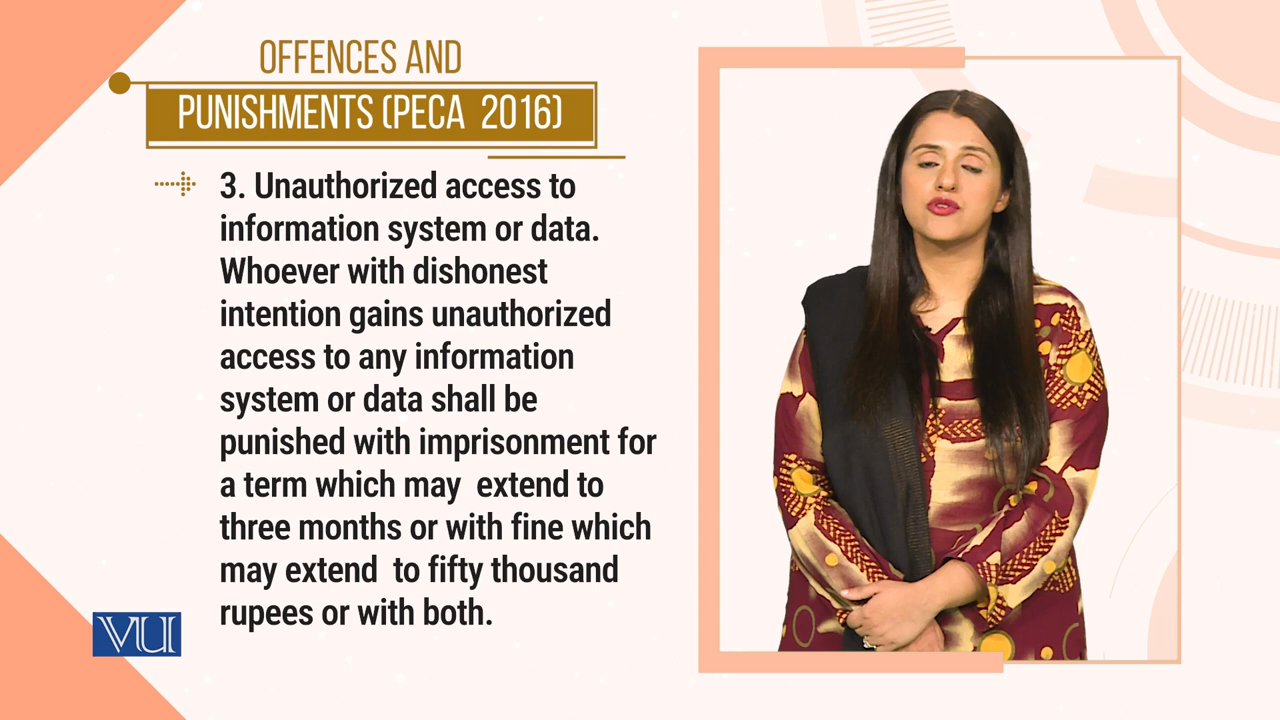 OFFENCES AND
PUNISHMENTS (PECA 2016)
3. Unauthorized access to
information system or data.
Whoever with dishonest
intention gains unauthorized
access to any information
system or data shall be
punished with imprisonment for
a term which may extend to
three months or with fine which
may extend to fifty thousand
rupees or with both.
VU